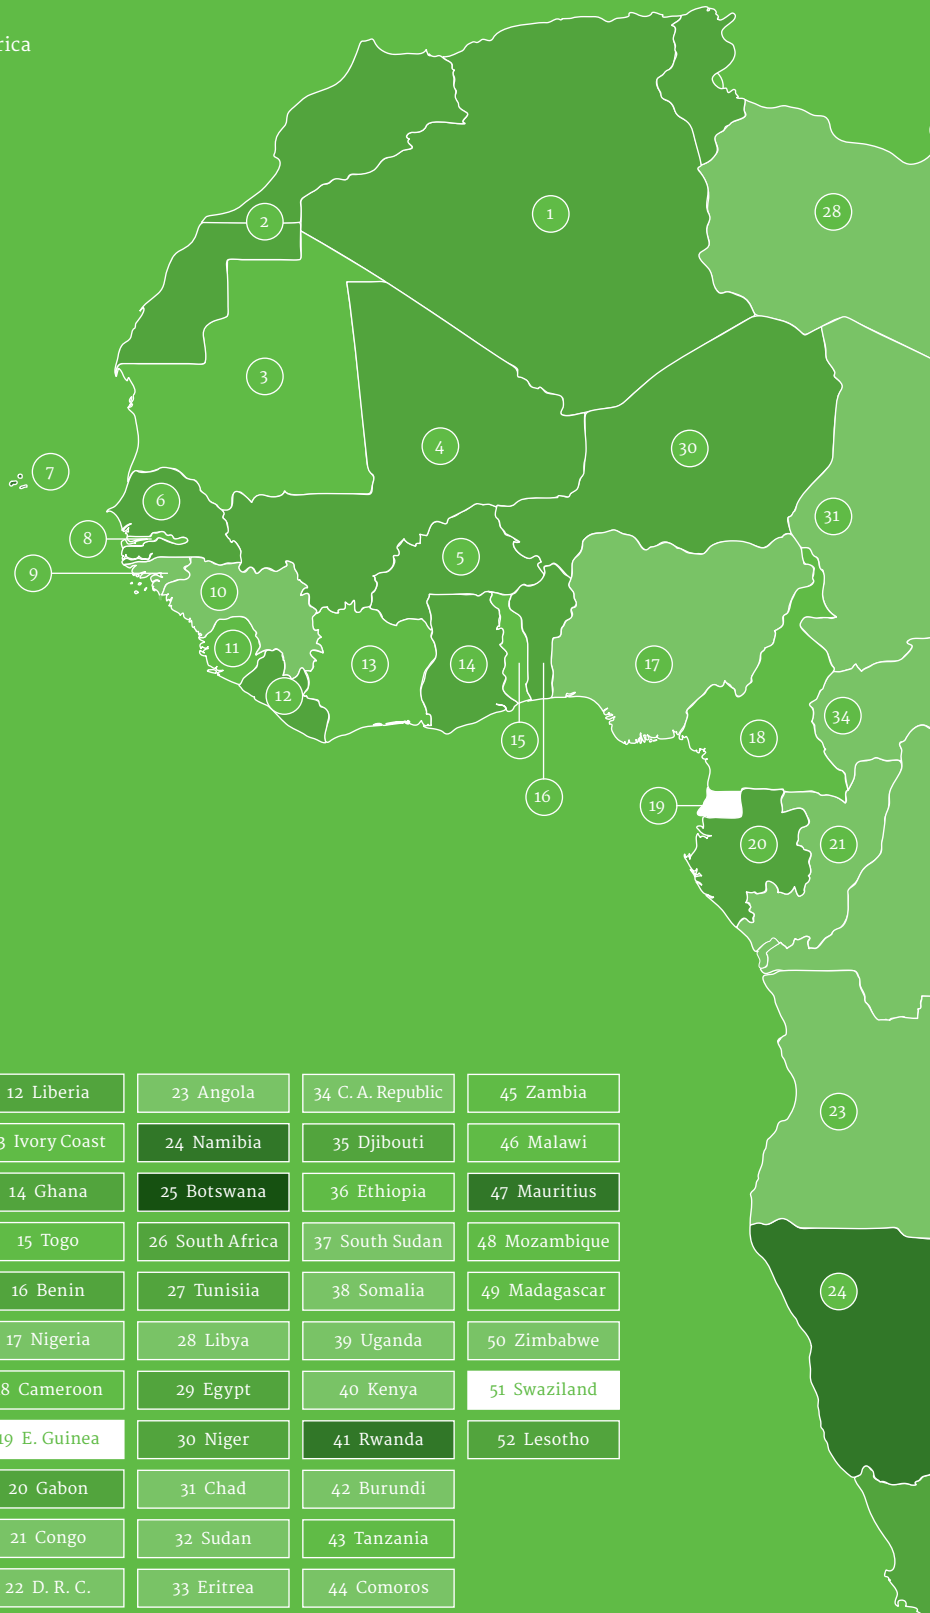 rica
1
28
2
3
4
30
7
6
31
8
5
9
10
11
13
14
17
12
34
15
18
16
19
20
21
23
24
12 Liberia
23 Angola
34 C. A. Republic
45 Zambia
3 Ivory Coast
24 Namibia
35 Djibouti
46 Malawi
14 Ghana
25 Botswana
36 Ethiopia
47 Mauritius
15 Togo
26 South Africa
37 South Sudan
48 Mozambique
16 Benin
27 Tunisiia
38 Somalia
49 Madagascar
17 Nigeria
28 Libya
39 Uganda
50 Zimbabwe
8 Cameroon
29 Egypt
40 Kenya
51 Swaziland
19 E. Guinea
30 Niger
41 Rwanda
52 Lesotho
20 Gabon
31 Chad
42 Burundi
21 Congo
32 Sudan
43 Tanzania
22 D. R. C.
33 Eritrea
44 Comoros